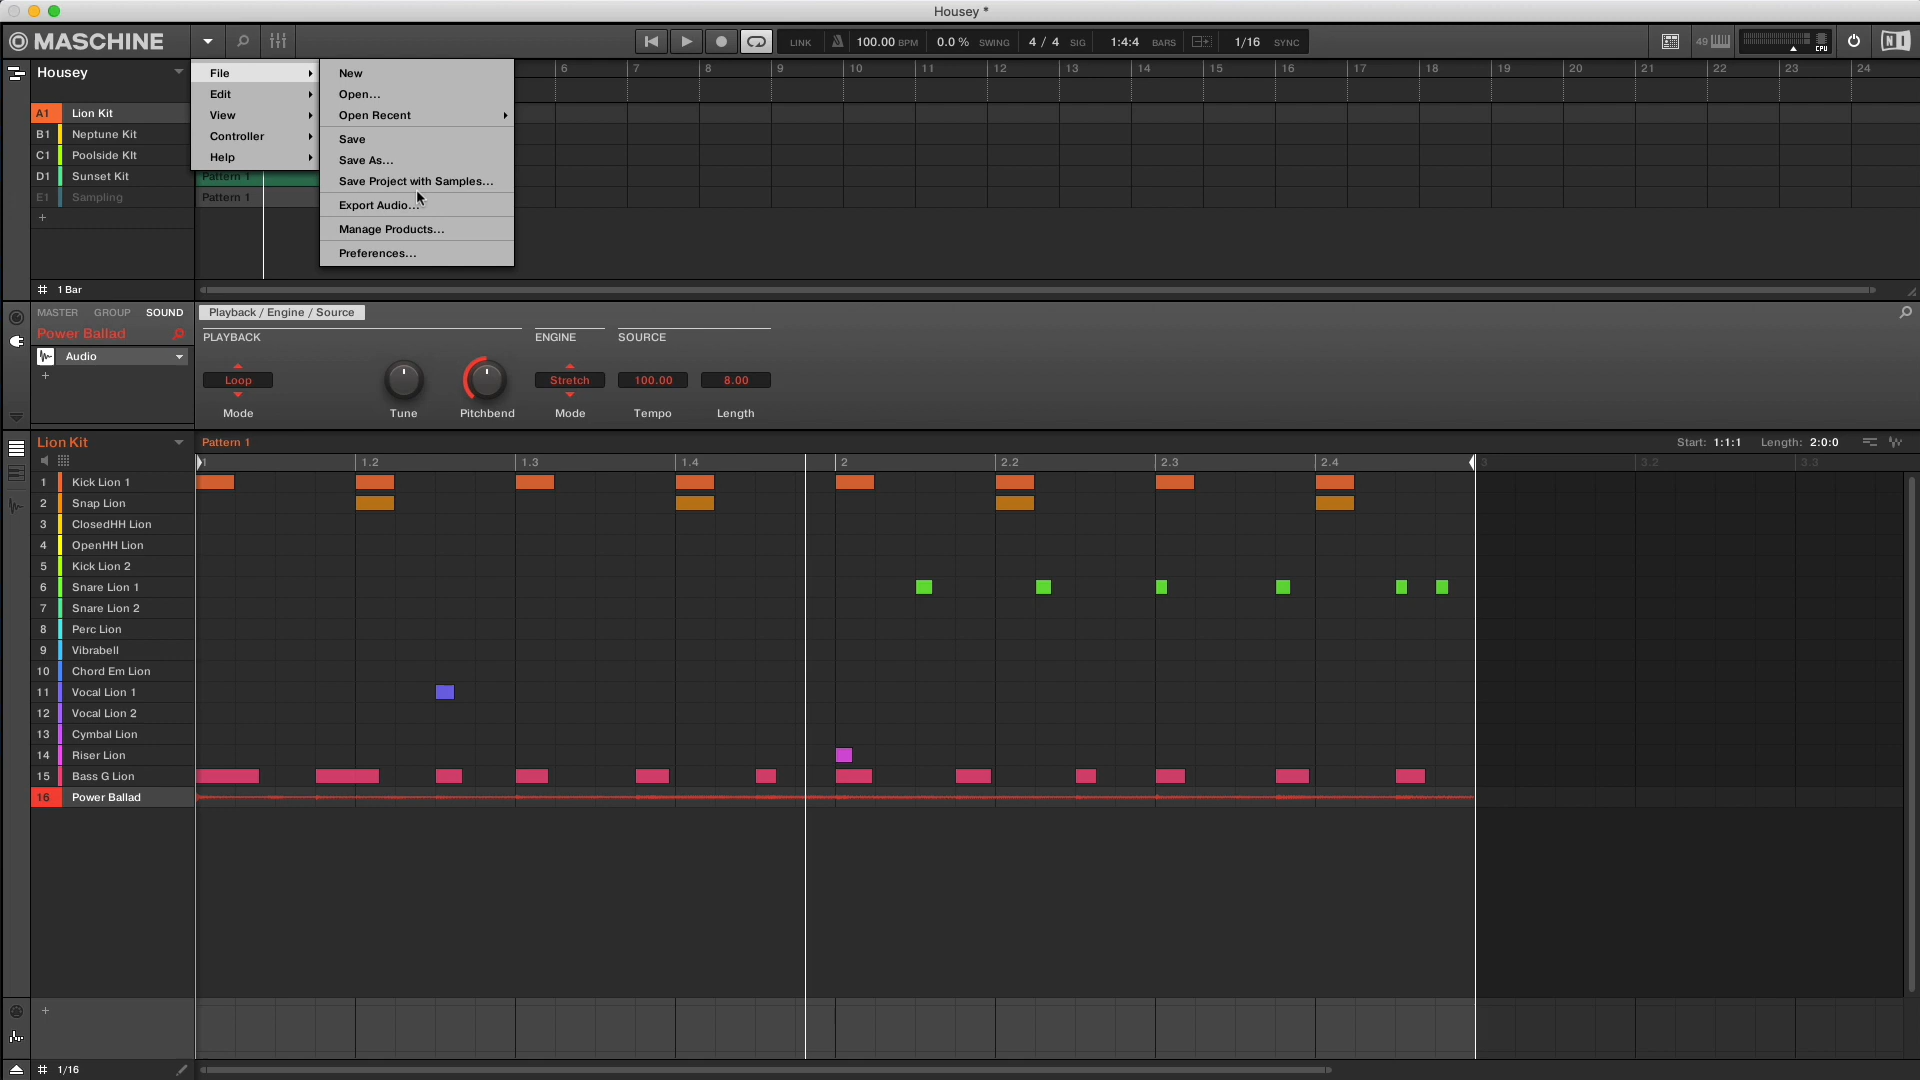 Housey *
MASCHINE
LINK 100.00 BPM 0.0 % SWING 4 / 4 SIG 1:4:4 BARS 1/16 SYNC
49 CPU NI
Housey
A1 Lion Kit
B1 Neptune Kit
C1 Poolside KIt
D1 Sunset Kit
E1 Sampling
+
File
Edit
View
Controller
Help
New
Open...
Open Recent
Save
Save As...
Save Project with Samples...
Export Audio...
Manage Products...
Preferences...
6 7 8 9 10 11 12 13 14 15 16 17 18 19 20 21 22 23 24
Pattern 1
Pattern 1
1 Bar
MASTER GROUP SOUND
Power Ballad
Audio
+
Playback / Engine / Source
PLAYBACK ENGINE SOURCE
Loop Stretch 100.00 8.00
Mode Tune Pitchbend Mode Tempo Length
Lion Kit
Pattern 1
Start: 1:1:1 Length: 2:0:0
1 1.2 1.3 1.4 2 2.2 2.3 2.4 3 3.2 3.3
1 Kick Lion 1
2 Snap Lion
3 ClosedHH Lion
4 OpenHH Lion
5 Kick Lion 2
6 Snare Lion 1
7 Snare Lion 2
8 Perc Lion
9 Vibrabell
10 Chord Em Lion
11 Vocal Lion 1
12 Vocal Lion 2
13 Cymbal Lion
14 Riser Lion
15 Bass G Lion
16 Power Ballad
+
1/16